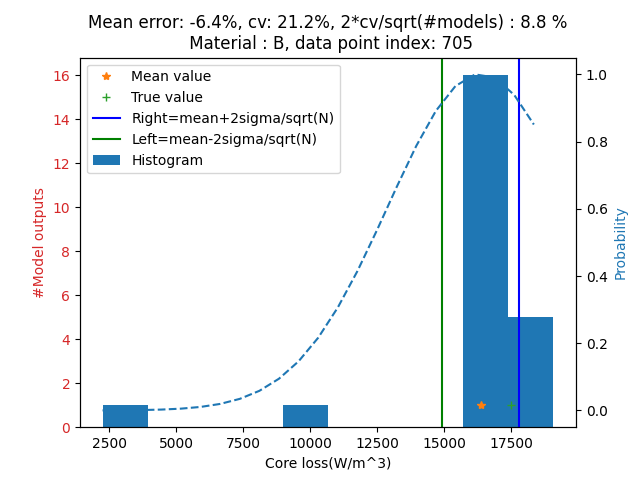 Mean error: -6.4%, cv: 21.2%, 2*cv/sqrt(#models) : 8.8 %
Material : B, data point index: 705
Mean value
True value
Right=mean+2sigma/sqrt(N)
Left=mean-2sigma/sqrt(N)
Histogram
16
14
12
10
8
6
4
2
0
#Model outputs
1.0
0.8
0.6
0.4
0.2
0.0
Probability
2500 5000 7500 10000 12500 15000 17500
Core loss(W/m^3)